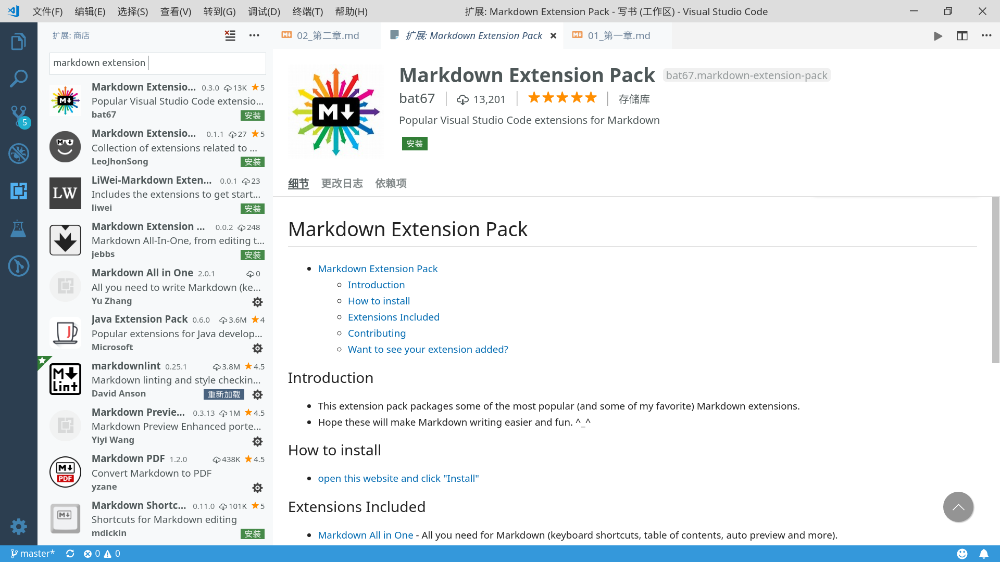 文件(F) 编辑(E) 选择(S) 查看(V) 转到(G) 调试(D) 终端(T) 帮助(H) 扩展: Markdown Extension Pack - 写书 (工作区) - Visual Studio Code
扩展: 商店
02_第二章.md 扩展: Markdown Extension Pack 01_第一章.md
markdown extension
Markdown Extensio... 0.3.0 13K 5
Popular Visual Studio Code extensio...
bat67 安装
Markdown Extensio... 0.1.1 27 5
Collection of extensions related to ...
LeoJhonSong 安装
LiWei-Markdown Exten... 0.0.1 23
Includes the extensions to get start...
liwei 安装
LW
Markdown Extension ... 0.0.2 248
Markdown All-In-One, from editing t...
jebbs 安装
Markdown All in One 2.0.1 0
All you need to write Markdown (ke...
Yu Zhang
Java Extension Pack 0.6.0 3.6M 4
Popular extensions for Java develop...
Microsoft
markdownlint 0.25.1 3.8M 4.5
Markdown linting and style checkin...
David Anson 重新加载
M
Lint
Markdown Previe... 0.3.13 1M 4.5
Markdown Preview Enhanced porte...
Yiyi Wang
Markdown PDF 1.2.0 438K 4.5
Convert Markdown to PDF
yzane
M
PDF
Markdown Shortc... 0.11.0 101K 5
Shortcuts for Markdown editing
mdickin 安装
M
5
M
Markdown Extension Pack bat67.markdown-extension-pack
bat67 13,201 存储库
Popular Visual Studio Code extensions for Markdown
安装
细节 更改日志 依赖项
Markdown Extension Pack
Markdown Extension Pack
Introduction
How to install
Extensions Included
Contributing
Want to see your extension added?
Introduction
This extension pack packages some of the most popular (and some of my favorite) Markdown extensions.
Hope these will make Markdown writing easier and fun. ^_^
How to install
open this website and click "Install"
Extensions Included
Markdown All in One - All you need for Markdown (keyboard shortcuts, table of contents, auto preview and more).
master* 0 0